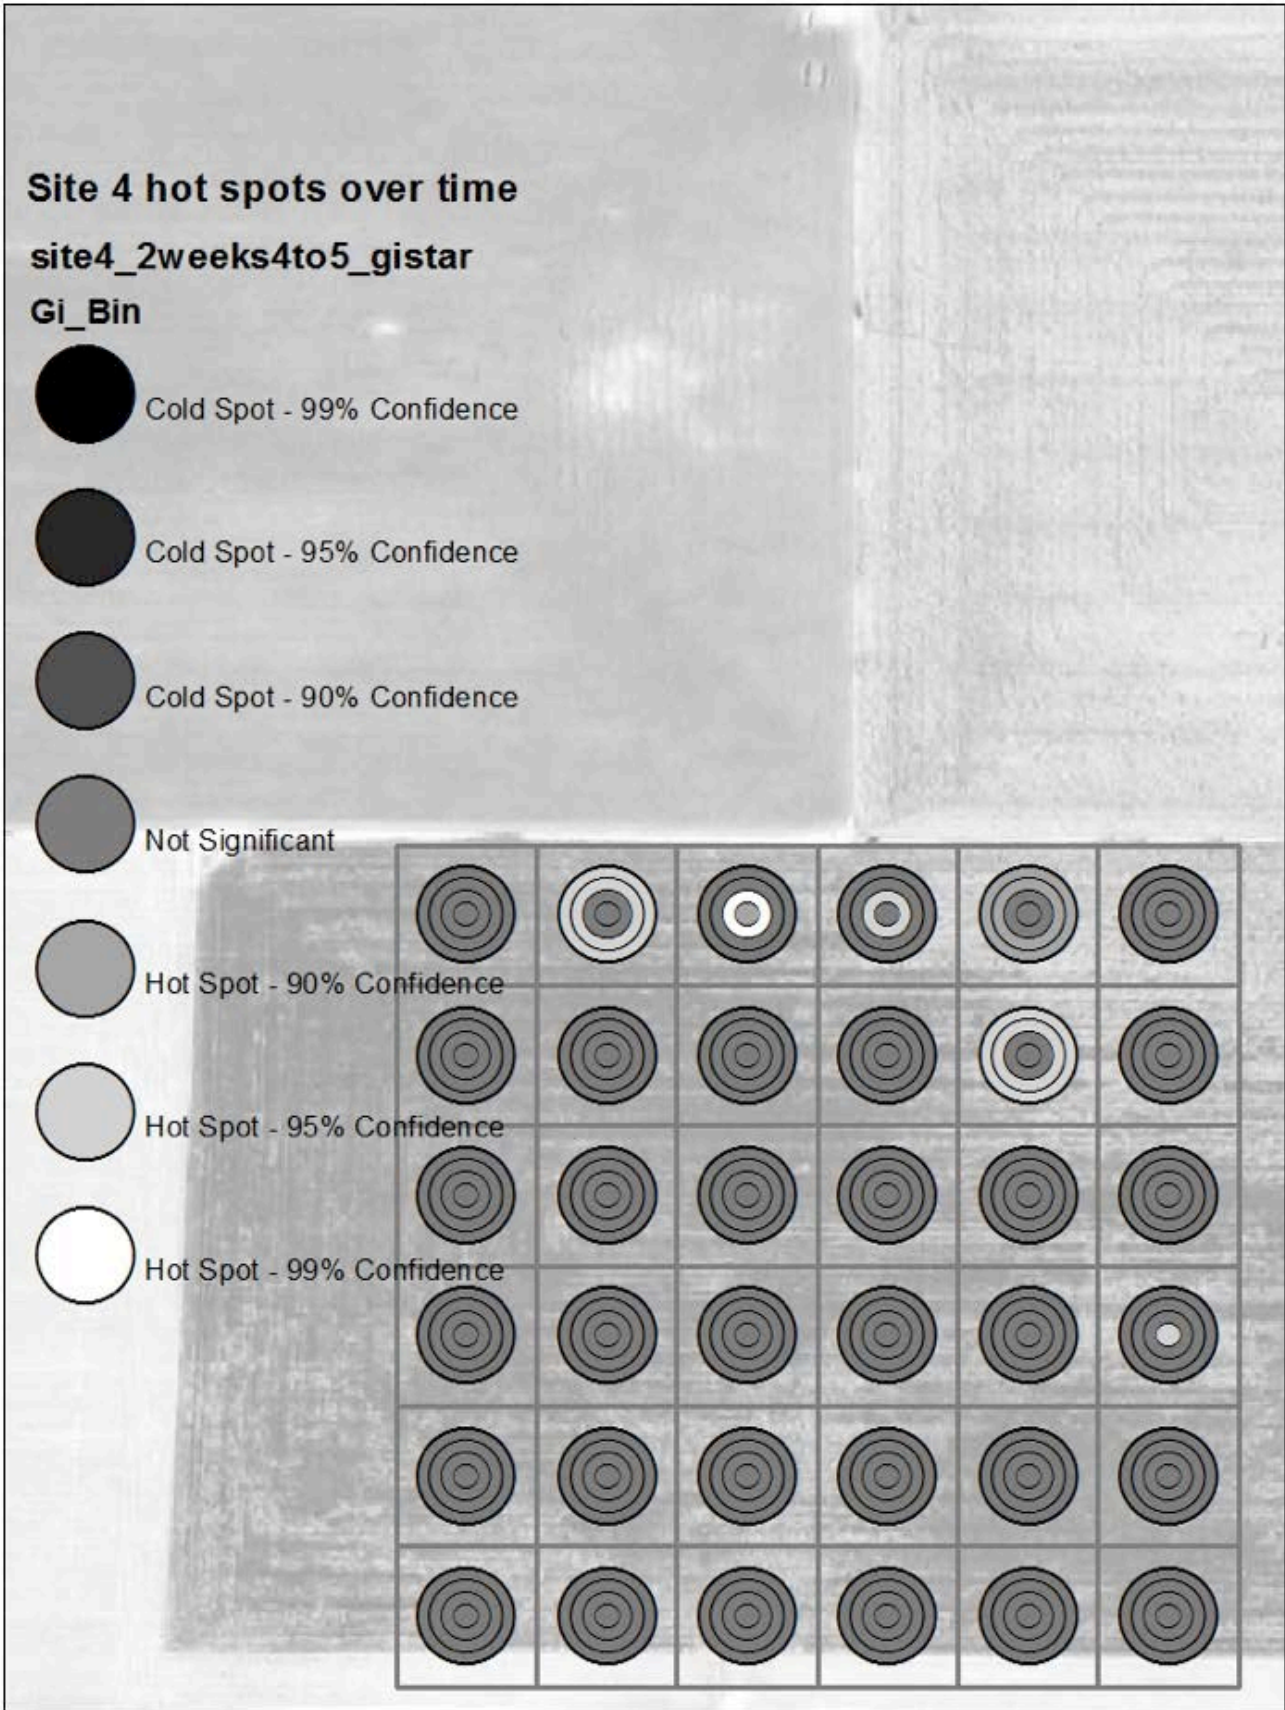 Site 4 hot spots over time
site4_2weeks4to5_gistar
Gi_Bin
Cold Spot - 99% Confidence
Cold Spot - 95% Confidence
Cold Spot - 90% Confidence
Not Significant
Hot Spot - 90% Confidence
Hot Spot - 95% Confidence
Hot Spot - 99% Confidence